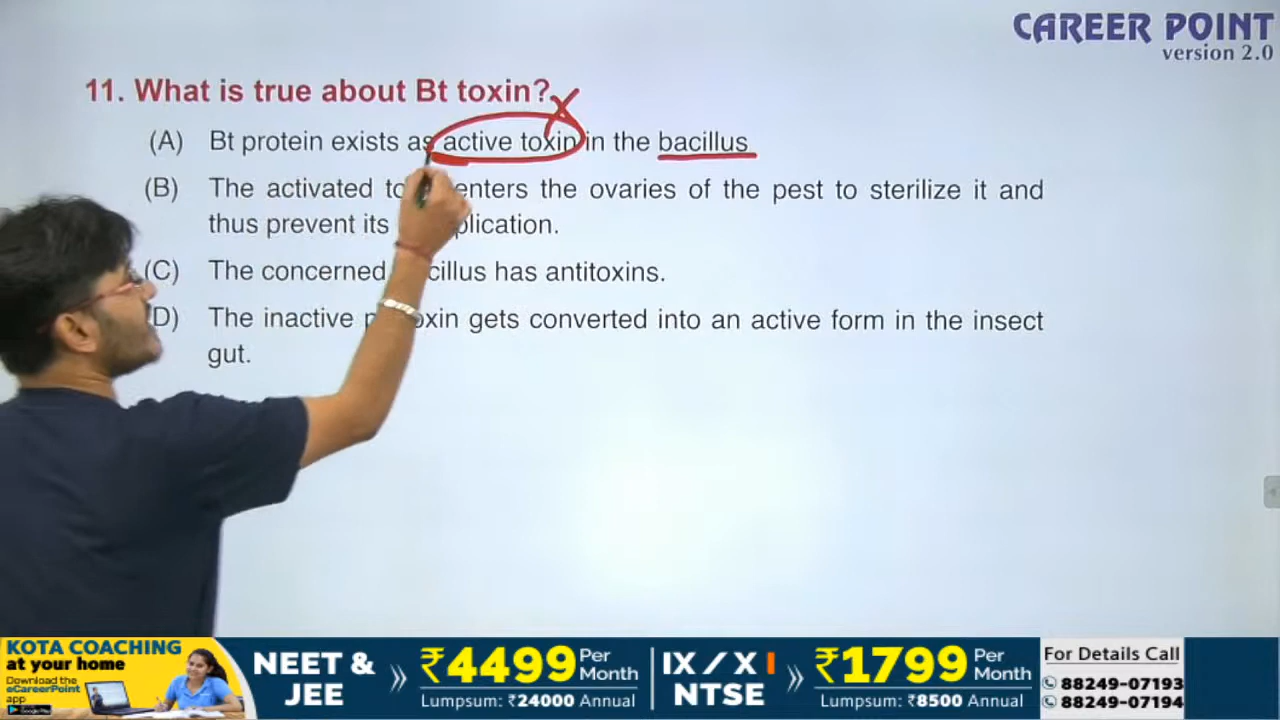 CAREER POINT
version 2.0
11. What is true about Bt toxin?
(A) Bt protein exists as active toxin in the bacillus
(B) The activated enters the ovaries of the pest to sterilize it and
thus prevent its
(C) The concerned has antitoxins.
D) The inactive gets converted into an active form in the insect
gut.
KOTA COACHING
at your home
Download the
eCareerPoint
app
NEET &
JEE
» ₹4499 Per
Month
Lumpsum: ₹24000 Annual
IX / XI
NTSE
» ₹1799 Per
Month
Lumpsum: ₹8500 Annual
For Details Call
88249-07193
88249-07194